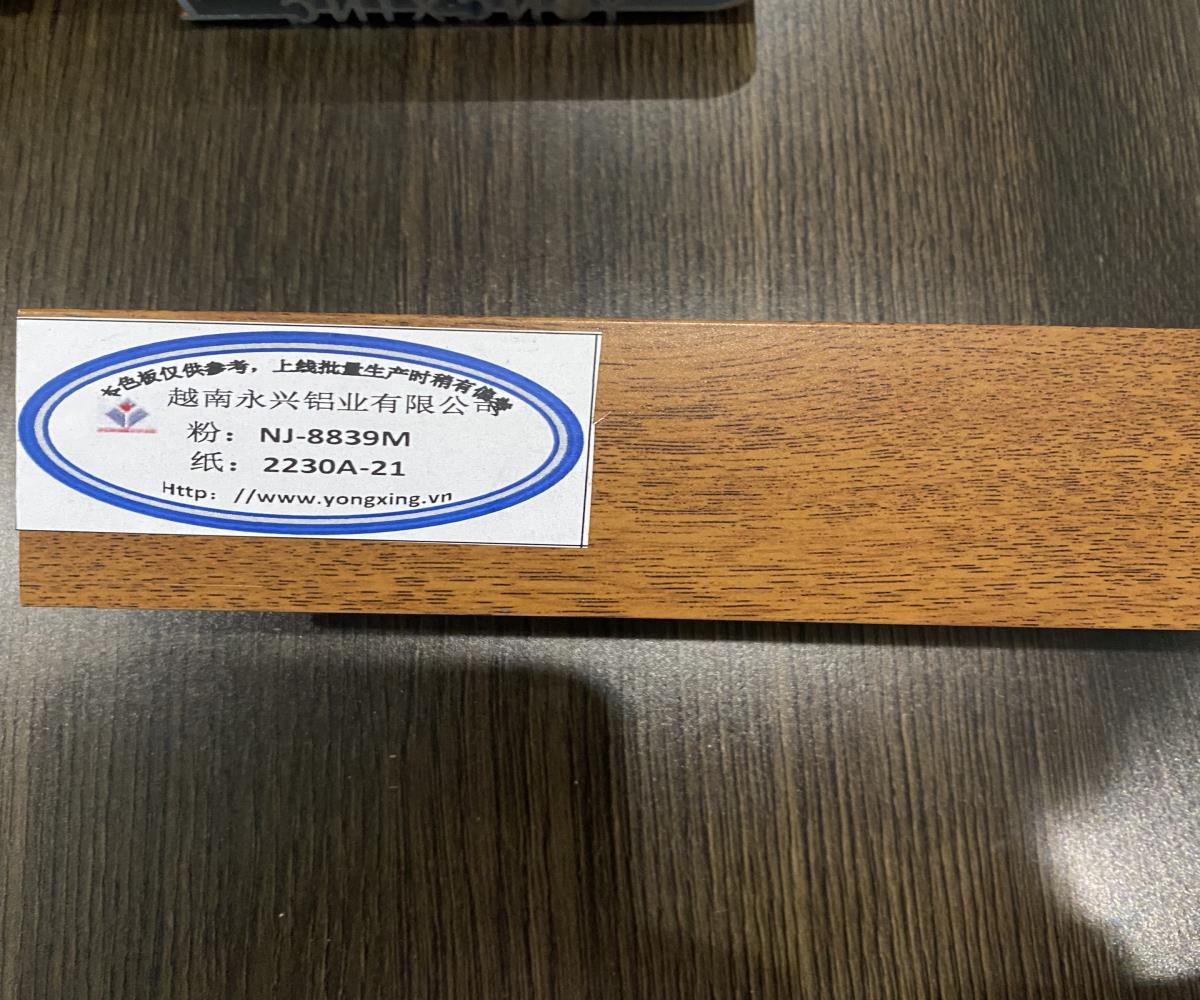 本色板仅供参考，上线批量生产时稍有偏差
越南永兴铝业有限公司
粉：NJ-8839M
纸：2230A-21
Http：//www.yongxing.vn